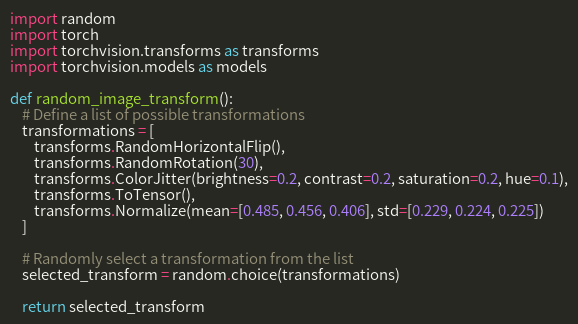 import random
import torch
import torchvision.transforms as transforms
import torchvision.models as models

def random_image_transform():
    # Define a list of possible transformations
    transformations = [
        transforms.RandomHorizontalFlip(),
        transforms.RandomRotation(30),
        transforms.ColorJitter(brightness=0.2, contrast=0.2, saturation=0.2, hue=0.1),
        transforms.ToTensor(),
        transforms.Normalize(mean=[0.485, 0.456, 0.406], std=[0.229, 0.224, 0.225])
    ]

    # Randomly select a transformation from the list
    selected_transform = random.choice(transformations)

    return selected_transform